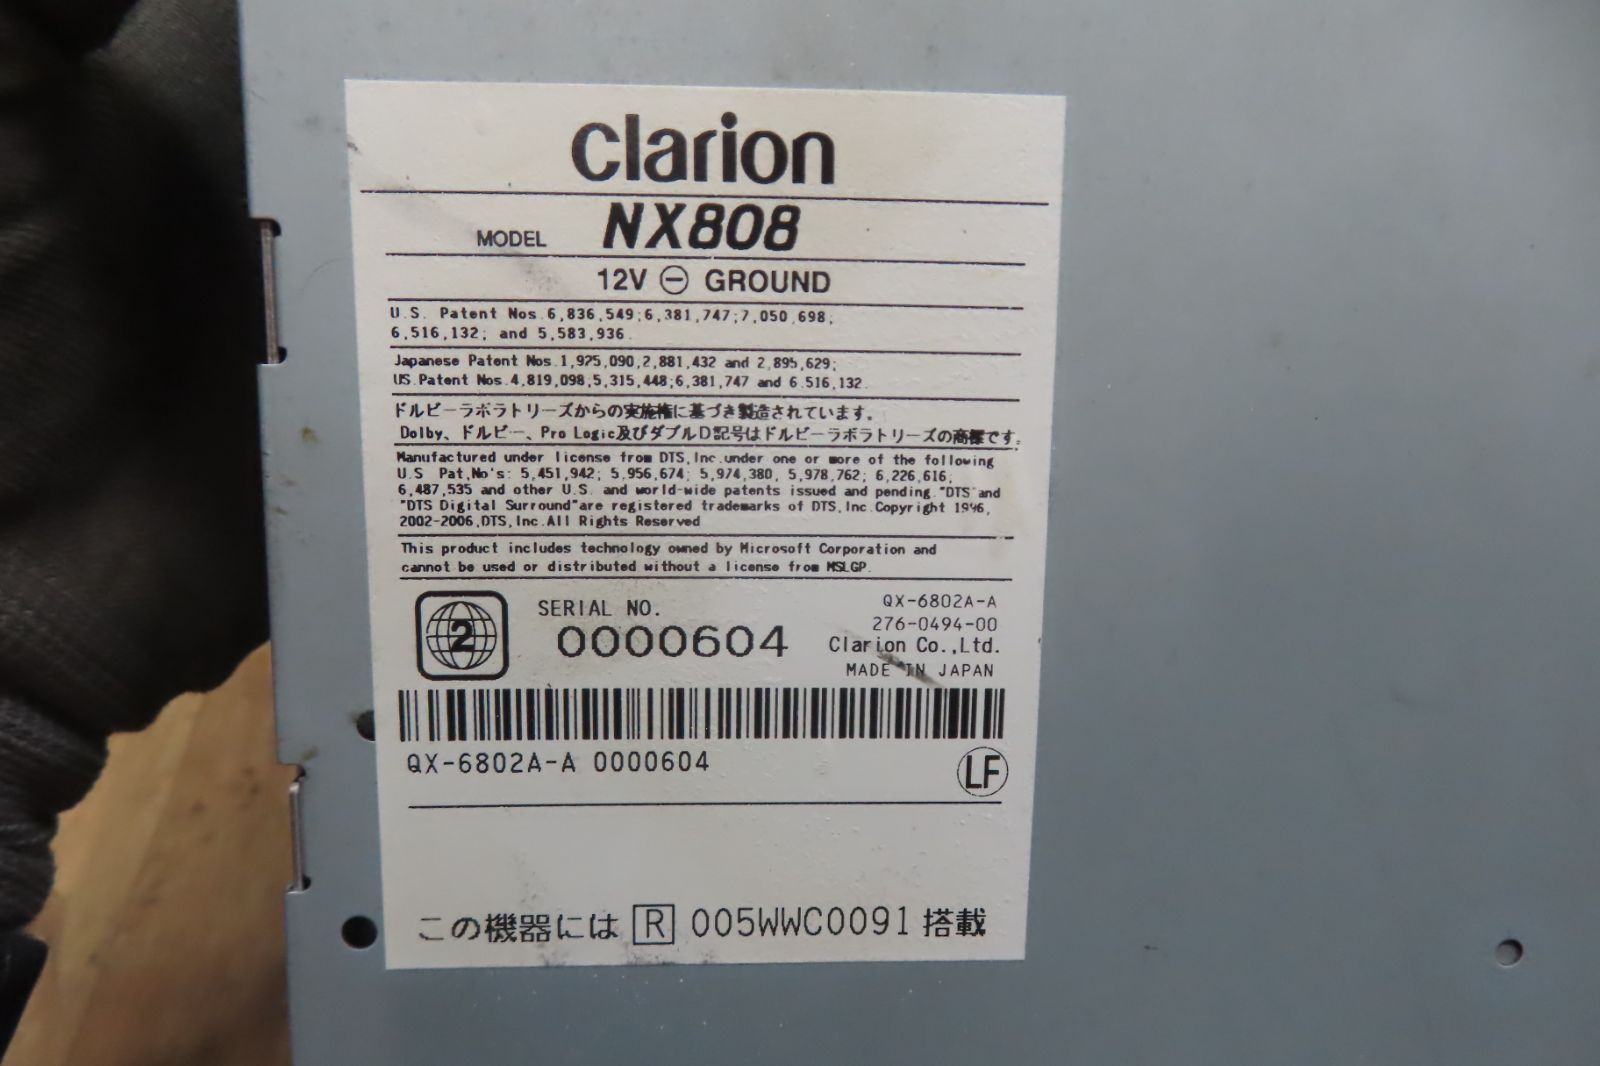 clarion
MODEL NX808
12V ⊖ GROUND
U.S. Patent Nos.6,836,549;6,381,747;7,050,698;
6,516,132; and 5,583,936.
Japanese Patent Nos.1,925,090,2,881,432 and 2,895,629;
US.Patent Nos.4,819,098,5,315,448;6,381,747 and 6.516,132.
ドルビーラボラトリーズからの実施権に基づき製造されています。
Dolby、ドルビー、Pro Logic及びダブルD記号はドルビーラボラトリーズの商標です。
Manufactured under license from DTS,Inc.under one or more of the following
U.S Pat,No's: 5,451,942; 5,956,674; 5,974,380, 5,978,762; 6,226,616;
6,487,535 and other U.S. and world-wide patents issued and pending."DTS"and
"DTS Digital Surround"are registered trademarks of DTS,Inc.Copyright 1996,
2002-2006,DTS,Inc.All Rights Reserved
This product includes technology owned by Microsoft Corporation and
cannot be used or distributed without a license from MSLGP.
2
SERIAL NO.
0000604
QX-6802A-A
276-0494-00
Clarion Co.,Ltd.
MADE IN JAPAN
QX-6802A-A 0000604
LF
この機器には R 005WWC0091 搭載